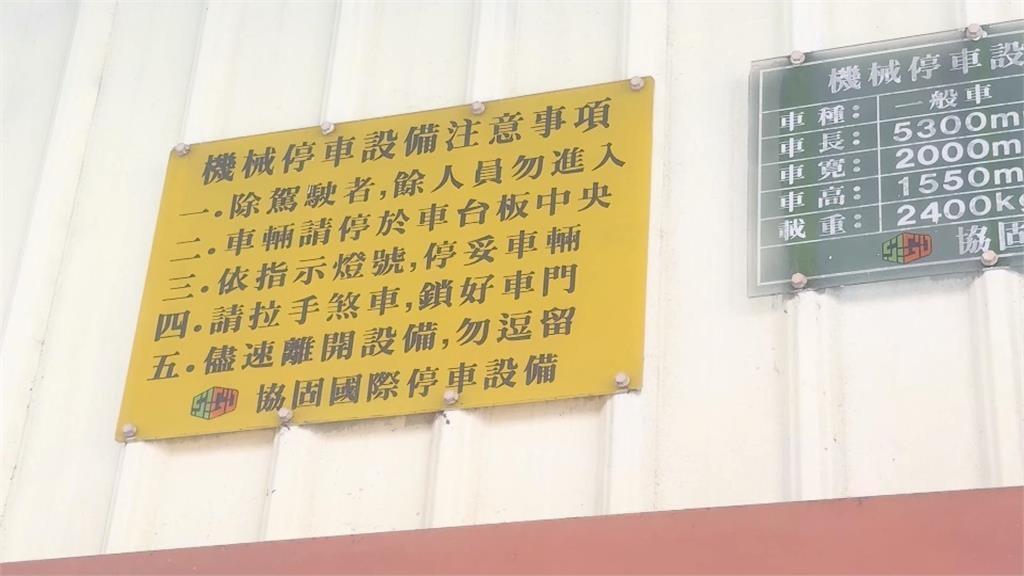 機械停車設備注意事項
一．除駕駛者,餘人員勿進入
二．車輛請停於車台板中央
三．依指示燈號,停妥車輛
四．請拉手煞車,鎖好車門
五．儘速離開設備,勿逗留
協固國際停車設備
機械停車設
車種：一般車
車長：5300m
車寬：2000m
車高：1550m
載重：2400kg
協固